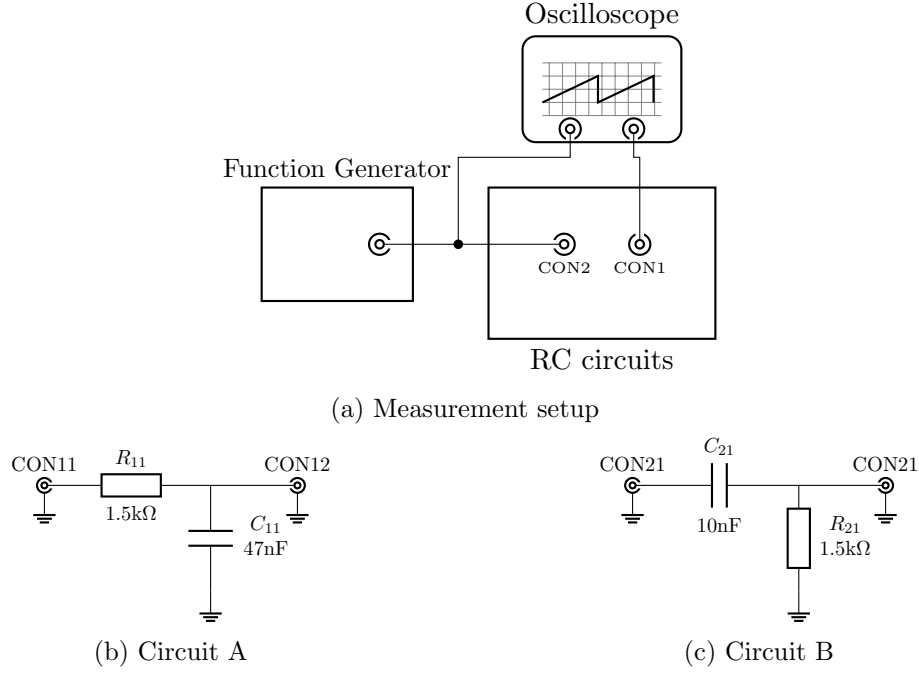 Oscilloscope
Function Generator
CON2
CON1
RC circuits
(a) Measurement setup
CON11
R11
CON12
1.5kΩ
C11
47nF
(b) Circuit A
CON21
C21
CON21
10nF
R21
1.5kΩ
(c) Circuit B